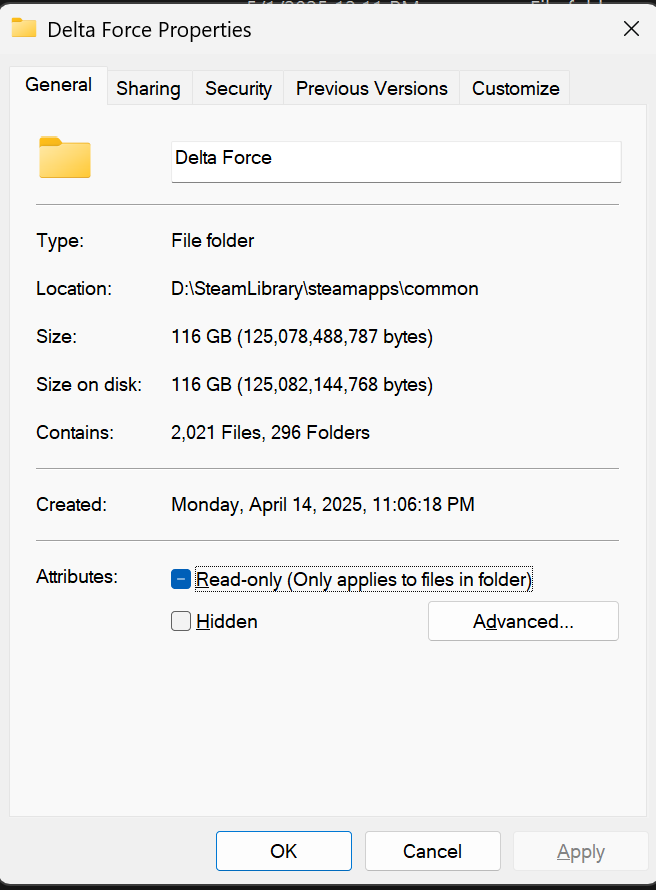 Delta Force Properties
General
Sharing
Security
Previous Versions
Customize
Delta Force
Type: File folder
Location: D:\SteamLibrary\steamapps\common
Size: 116 GB (125,078,488,787 bytes)
Size on disk: 116 GB (125,082,144,768 bytes)
Contains: 2,021 Files, 296 Folders
Created: Monday, April 14, 2025, 11:06:18 PM
Attributes: Read-only (Only applies to files in folder)
Hidden
Advanced...
OK
Cancel
Apply